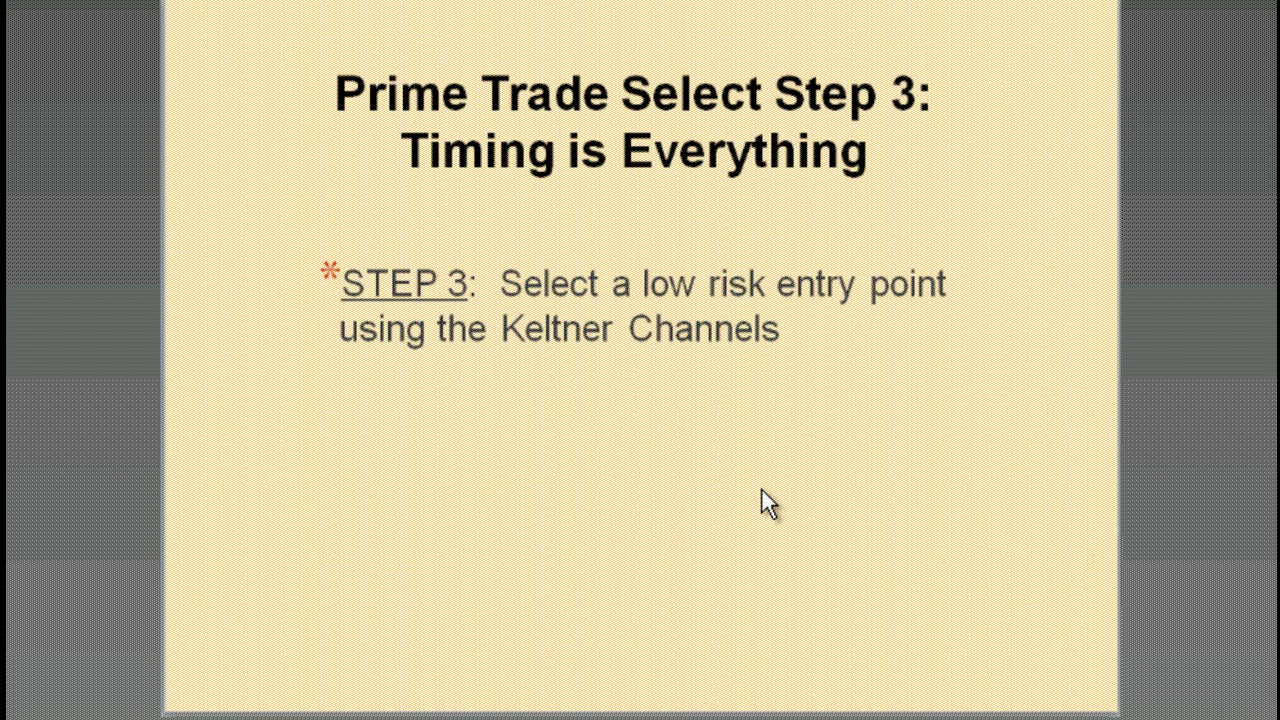 Prime Trade Select Step 3:
Timing is Everything
*STEP 3: Select a low risk entry point
using the Keltner Channels